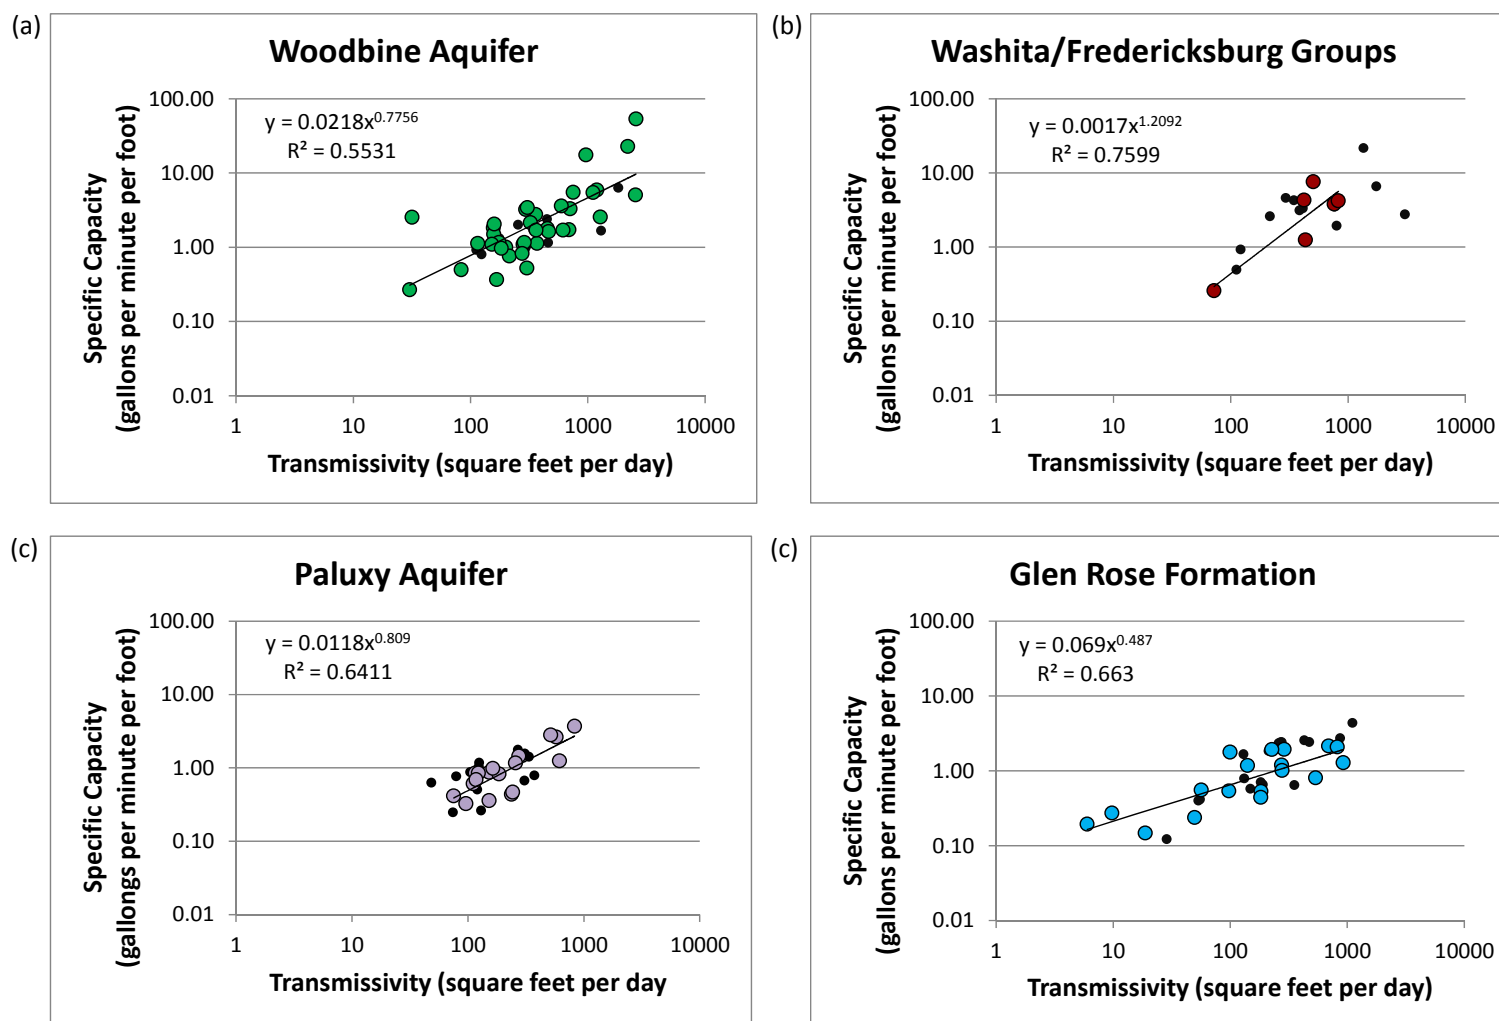 (a)
Woodbine Aquifer
Specific Capacity
(gallons per minute per foot)
100.00
10.00
1.00
0.10
0.01
y = 0.0218x^0.7756
R² = 0.5531
1 10 100 1000 10000
Transmissivity (square feet per day)
(b)
Washita/Fredericksburg Groups
Specific Capacity
(gallons per minute per foot)
100.00
10.00
1.00
0.10
0.01
y = 0.0017x^1.2092
R² = 0.7599
1 10 100 1000 10000
Transmissivity (square feet per day)
(c)
Paluxy Aquifer
Specific Capacity
(gallongs per minute per foot)
100.00
10.00
1.00
0.10
0.01
y = 0.0118x^0.809
R² = 0.6411
1 10 100 1000 10000
Transmissivity (square feet per day
(c)
Glen Rose Formation
Specific Capacity
(gallons per minute per foot)
100.00
10.00
1.00
0.10
0.01
y = 0.069x^0.487
R² = 0.663
1 10 100 1000 10000
Transmissivity (square feet per day)